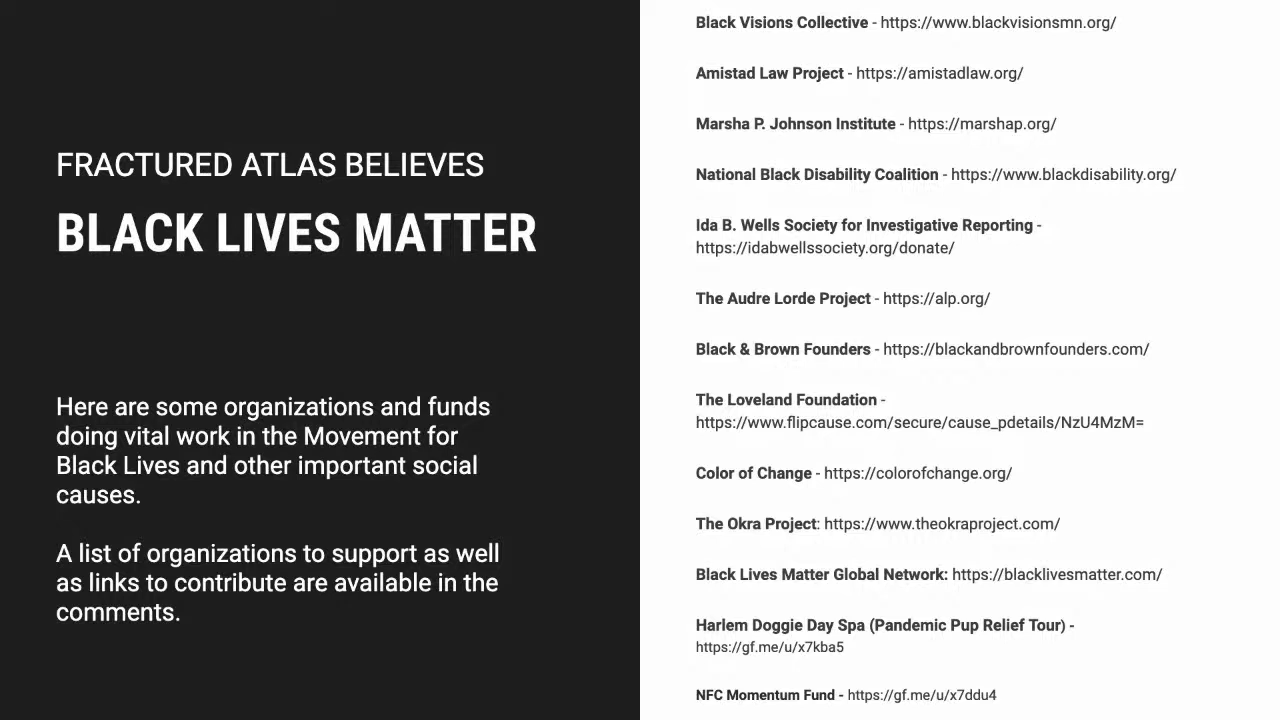 FRACTURED ATLAS BELIEVES
BLACK LIVES MATTER
Here are some organizations and funds
doing vital work in the Movement for
Black Lives and other important social
causes.
A list of organizations to support as well
as links to contribute are available in the
comments.
Black Visions Collective - https://www.blackvisionsmn.org/
Amistad Law Project - https://amistadlaw.org/
Marsha P. Johnson Institute - https://marshap.org/
National Black Disability Coalition - https://www.blackdisability.org/
Ida B. Wells Society for Investigative Reporting -
https://idabwellssociety.org/donate/
The Audre Lorde Project - https://alp.org/
Black & Brown Founders - https://blackandbrownfounders.com/
The Loveland Foundation -
https://www.flipcause.com/secure/cause_pdetails/NzU4MzM=
Color of Change - https://colorofchange.org/
The Okra Project: https://www.theokraproject.com/
Black Lives Matter Global Network: https://blacklivesmatter.com/
Harlem Doggie Day Spa (Pandemic Pup Relief Tour) -
https://gf.me/u/x7kba5
NFC Momentum Fund - https://gf.me/u/x7ddu4